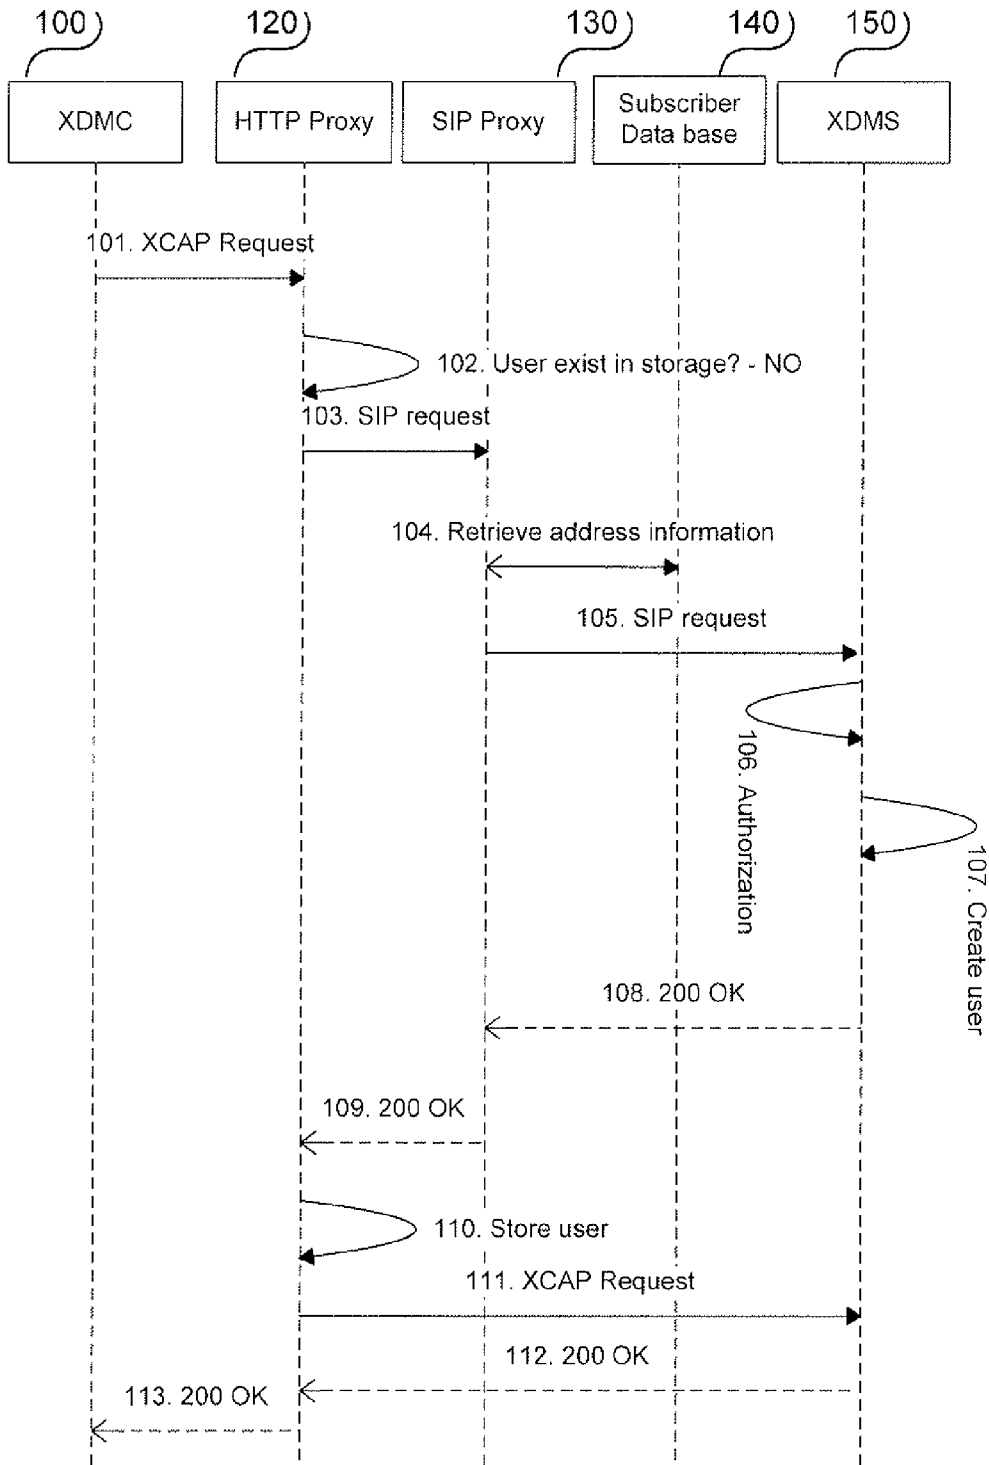 100 120 130 140 150
XDMC
HTTP Proxy
SIP Proxy
Subscriber
Data base
XDMS
101. XCAP Request
102. User exist in storage? - NO
103. SIP request
104. Retrieve address information
105. SIP request
106. Authorization
107. Create user
108. 200 OK
109. 200 OK
110. Store user
111. XCAP Request
112. 200 OK
113. 200 OK